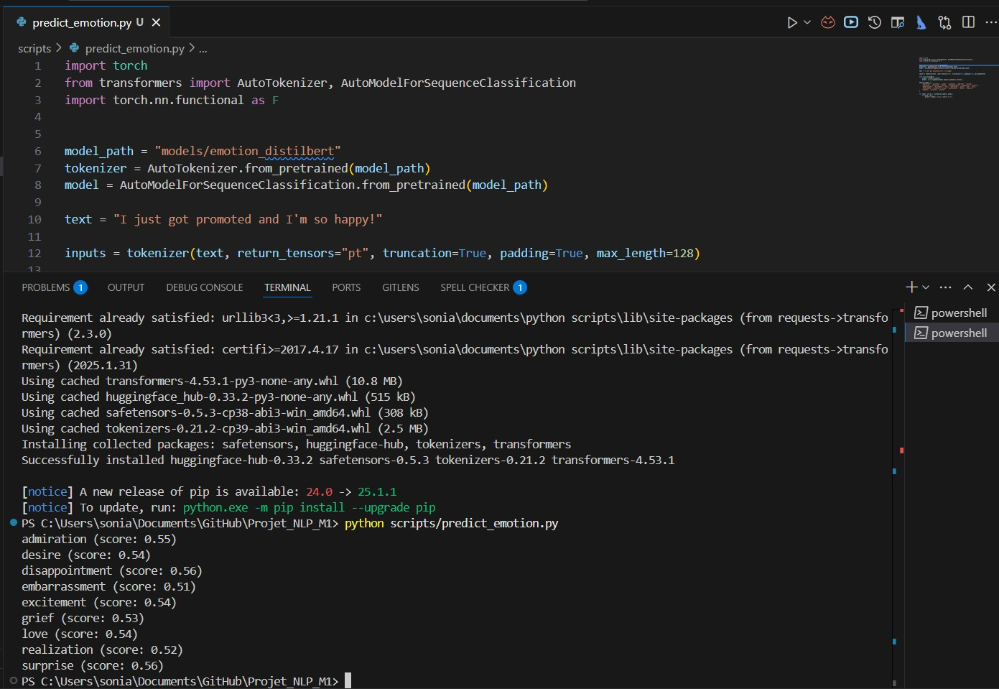 predict_emotion.py U
scripts > predict_emotion.py > ...
1 import torch
2 from transformers import AutoTokenizer, AutoModelForSequenceClassification
3 import torch.nn.functional as F
4
5
6 model_path = "models/emotion_distilbert"
7 tokenizer = AutoTokenizer.from_pretrained(model_path)
8 model = AutoModelForSequenceClassification.from_pretrained(model_path)
9
10 text = "I just got promoted and I'm so happy!"
11
12 inputs = tokenizer(text, return_tensors="pt", truncation=True, padding=True, max_length=128)
13
PROBLEMS 1 OUTPUT DEBUG CONSOLE TERMINAL PORTS GITLENS SPELL CHECKER 1
powershell
powershell
Requirement already satisfied: urllib3<3,>=1.21.1 in c:\users\sonia\documents\python scripts\lib\site-packages (from requests->transfo
rmers) (2.3.0)
Requirement already satisfied: certifi>=2017.4.17 in c:\users\sonia\documents\python scripts\lib\site-packages (from requests->transfo
rmers) (2025.1.31)
Using cached transformers-4.53.1-py3-none-any.whl (10.8 MB)
Using cached huggingface_hub-0.33.2-py3-none-any.whl (515 kB)
Using cached safetensors-0.5.3-cp38-abi3-win_amd64.whl (308 kB)
Using cached tokenizers-0.21.2-cp39-abi3-win_amd64.whl (2.5 MB)
Installing collected packages: safetensors, huggingface-hub, tokenizers, transformers
Successfully installed huggingface-hub-0.33.2 safetensors-0.5.3 tokenizers-0.21.2 transformers-4.53.1
[notice] A new release of pip is available: 24.0 -> 25.1.1
[notice] To update, run: python.exe -m pip install --upgrade pip
PS C:\Users\sonia\Documents\GitHub\Projet_NLP_M1> python scripts/predict_emotion.py
admiration (score: 0.55)
desire (score: 0.54)
disappointment (score: 0.56)
embarrassment (score: 0.51)
excitement (score: 0.54)
grief (score: 0.53)
love (score: 0.54)
realization (score: 0.52)
surprise (score: 0.56)
PS C:\Users\sonia\Documents\GitHub\Projet_NLP_M1>